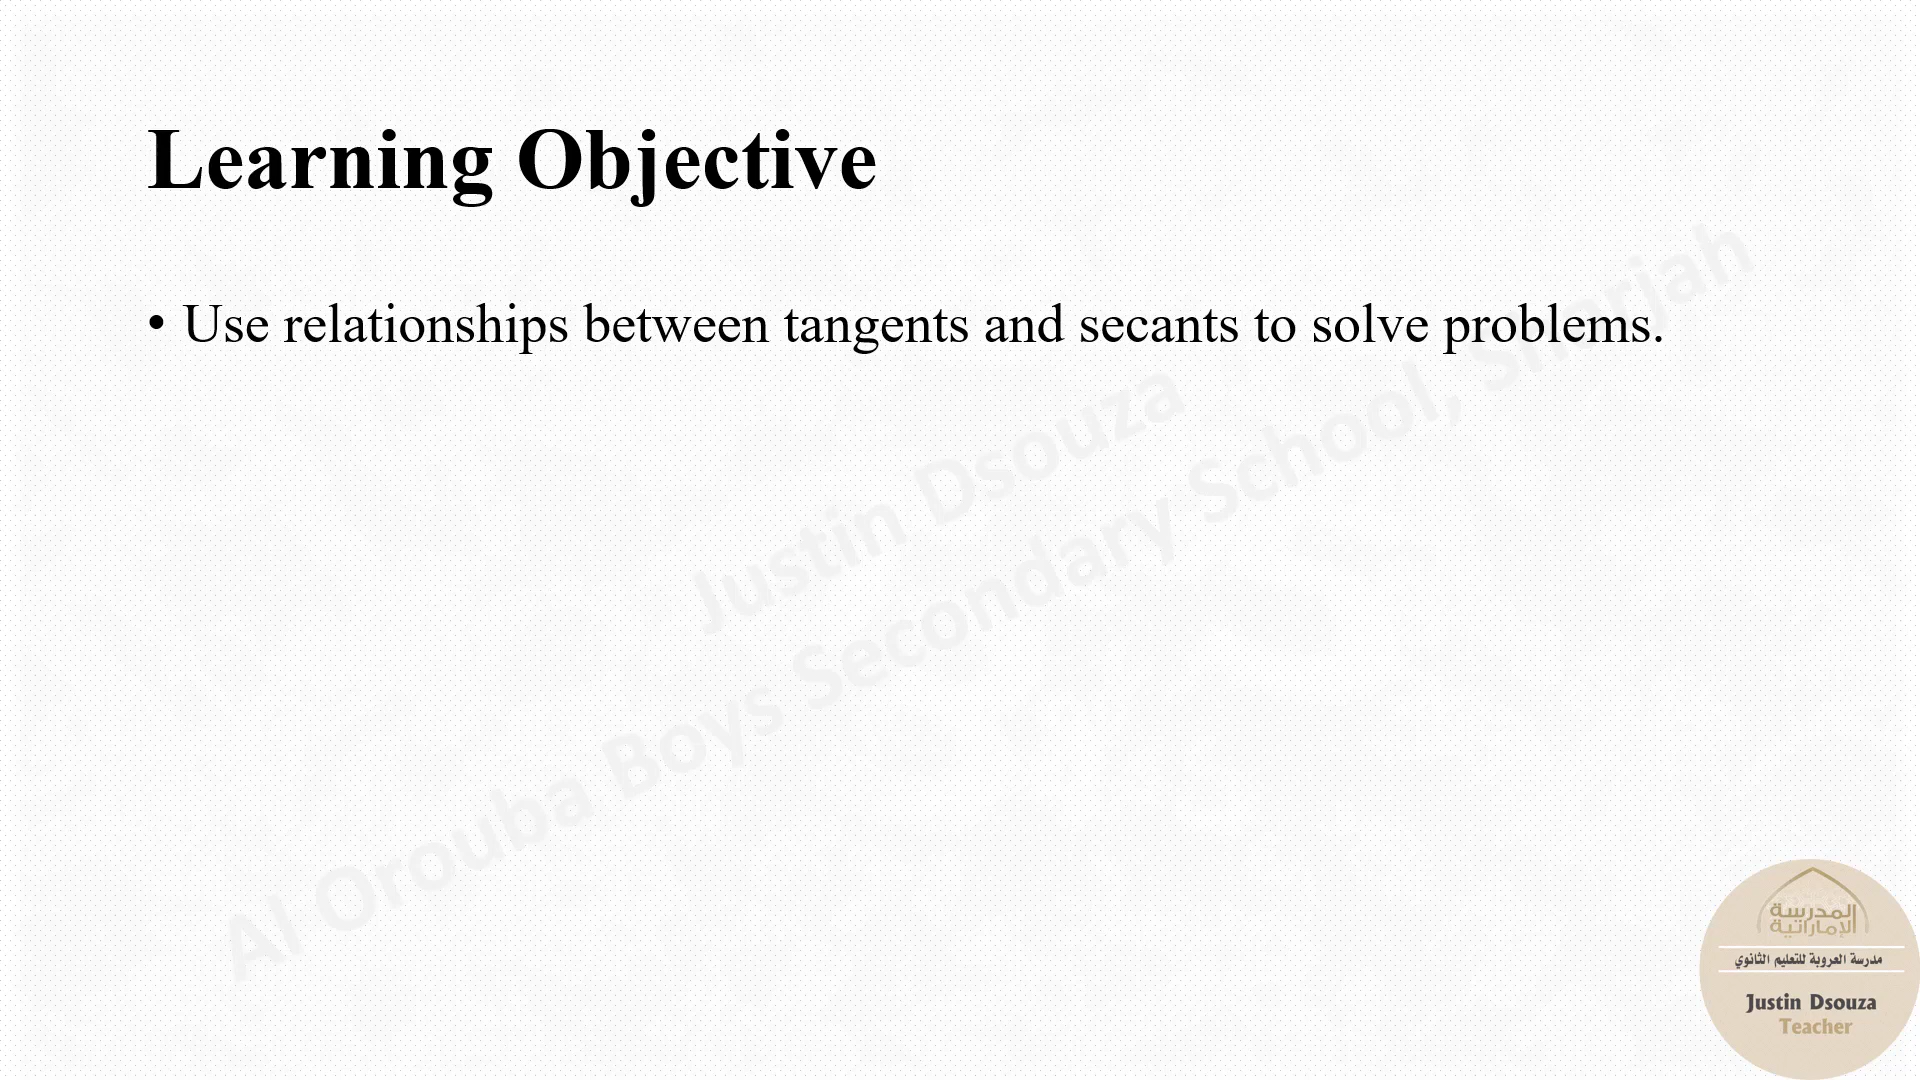 Learning Objective
• Use relationships between tangents and secants to solve problems.
Justin Dsouza
Al Orouba Boys Secondary School, Sharjah
المدرسة
الإماراتية
مدرسة العروبة للتعليم الثانوي
Justin Dsouza
Teacher